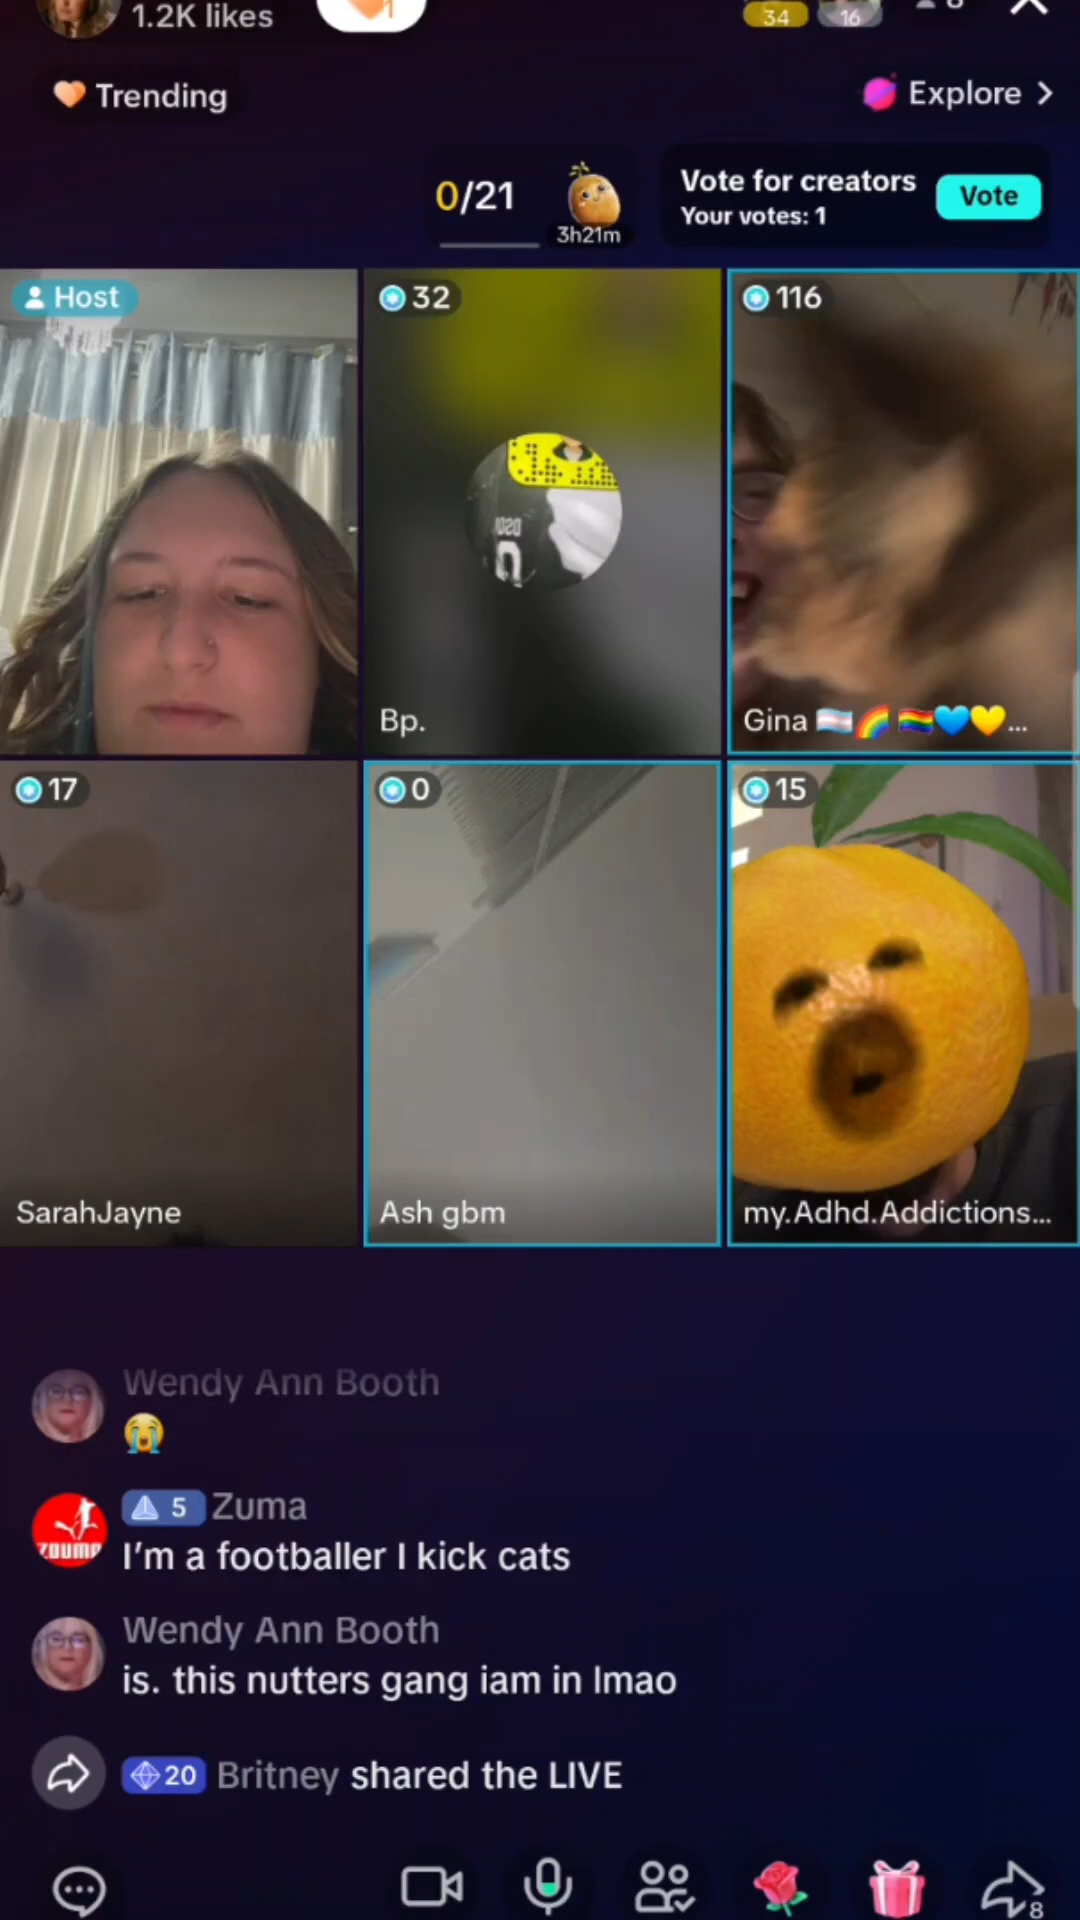 1.2K likes
1
34
16
8
Trending
Explore
0/21
3h21m
Vote for creators
Your votes: 1
Vote
Host
32
116
Bp.
Gina 🏳️‍⚧️🌈🏳️‍🌈💙💛...
17
0
15
SarahJayne
Ash gbm
my.Adhd.Addictions...
Wendy Ann Booth
😭
5 Zuma
I'm a footballer I kick cats
Wendy Ann Booth
is. this nutters gang iam in lmao
20 Britney shared the LIVE
8